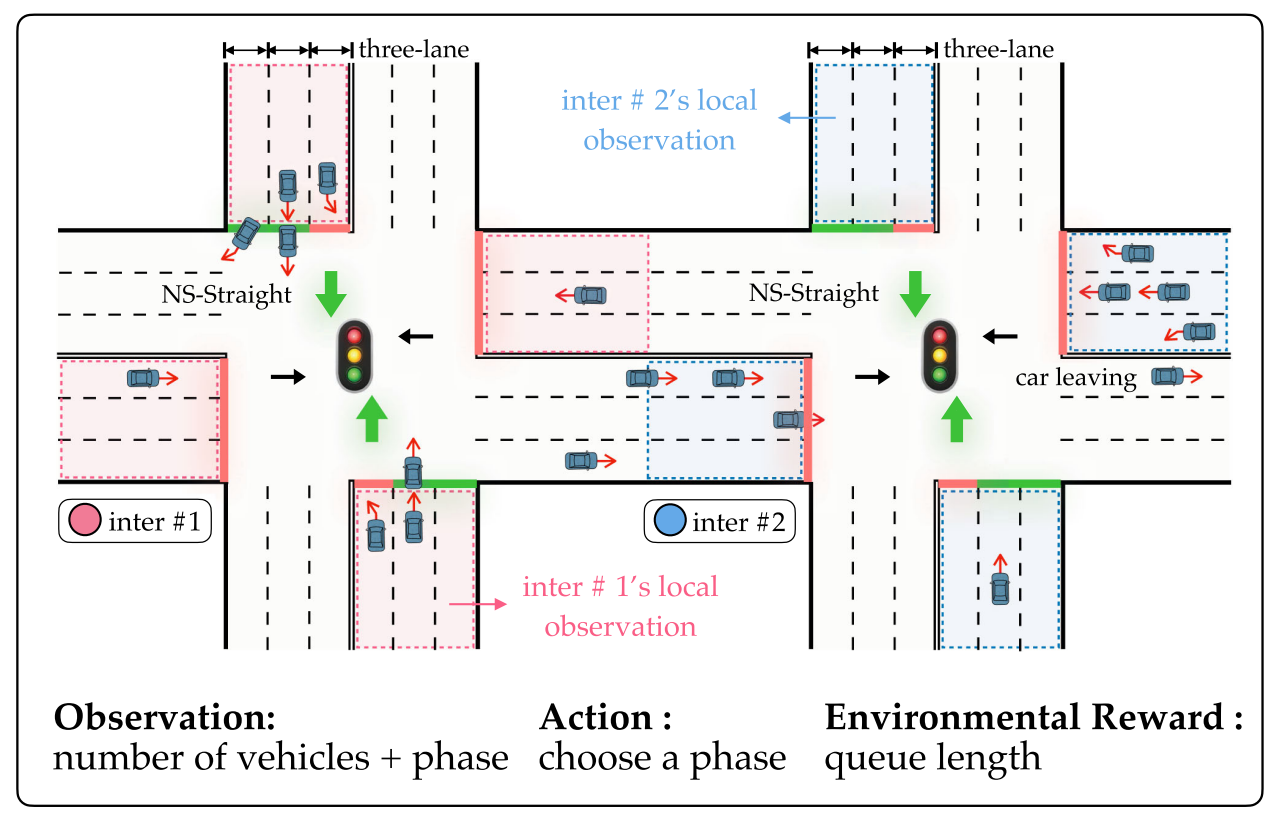 three-lane
three-lane
inter # 2's local
observation
NS-Straight
NS-Straight
car leaving
inter #1
inter #2
inter # 1's local
observation
Observation:
number of vehicles + phase
Action :
choose a phase
Environmental Reward :
queue length